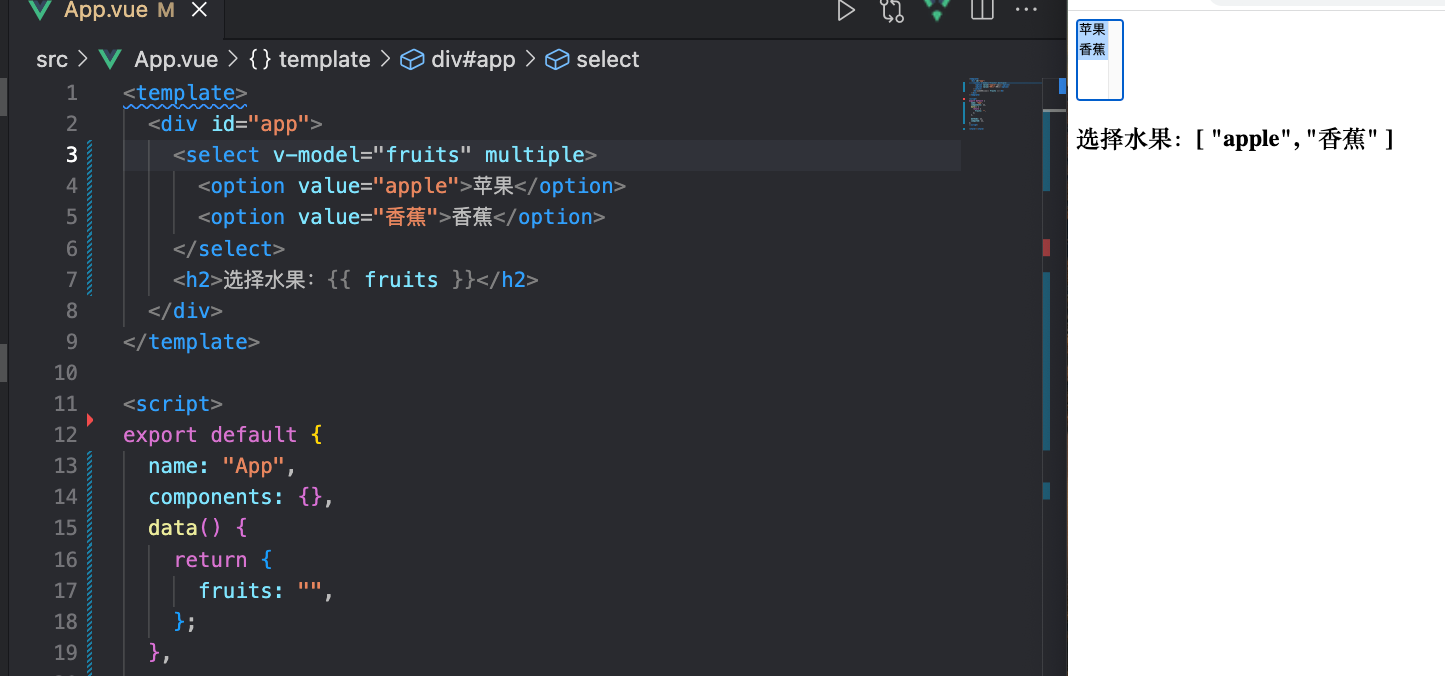 App.vue M
src > App.vue > {} template > div#app > select
1 <template>
2 <div id="app">
3 <select v-model="fruits" multiple>
4 <option value="apple">苹果</option>
5 <option value="香蕉">香蕉</option>
6 </select>
7 <h2>选择水果：{{ fruits }}</h2>
8 </div>
9 </template>
10
11 <script>
12 export default {
13 name: "App",
14 components: {},
15 data() {
16 return {
17 fruits: "",
18 };
19 },
苹果
香蕉
选择水果：[ "apple", "香蕉" ]